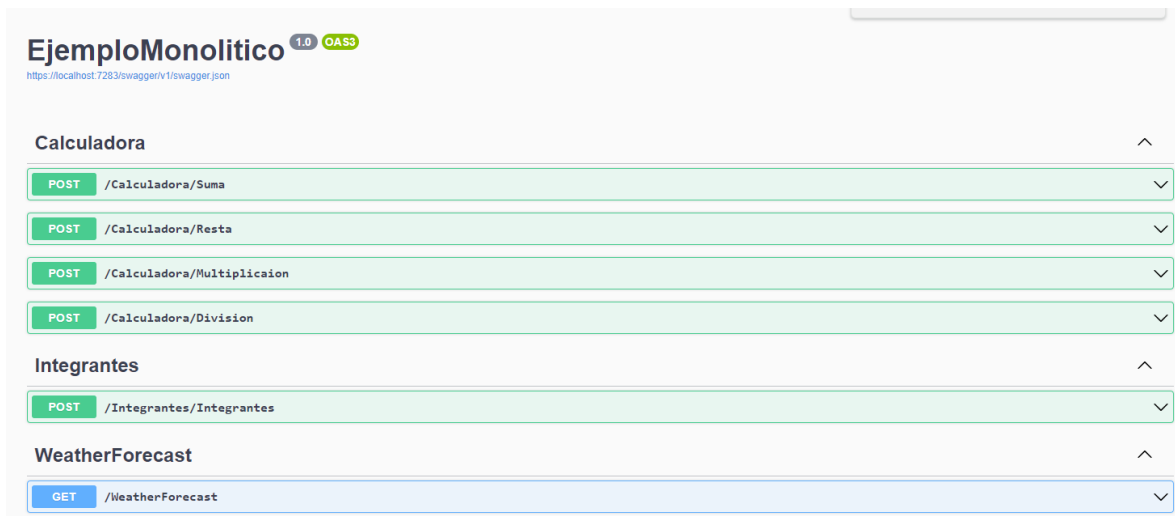 EjemploMonolitico 1.0 OAS3
https://localhost:7283/swagger/v1/swagger.json
Calculadora
POST /Calculadora/Suma
POST /Calculadora/Resta
POST /Calculadora/Multiplicaion
POST /Calculadora/Division
Integrantes
POST /Integrantes/Integrantes
WeatherForecast
GET /WeatherForecast